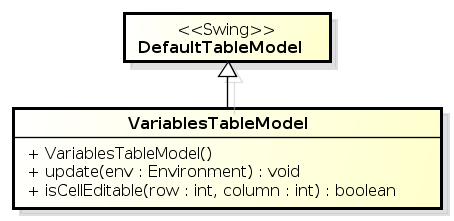 <<Swing>>
DefaultTableModel
VariablesTableModel
+ VariablesTableModel()
+ update(env : Environment) : void
+ isCellEditable(row : int, column : int) : boolean